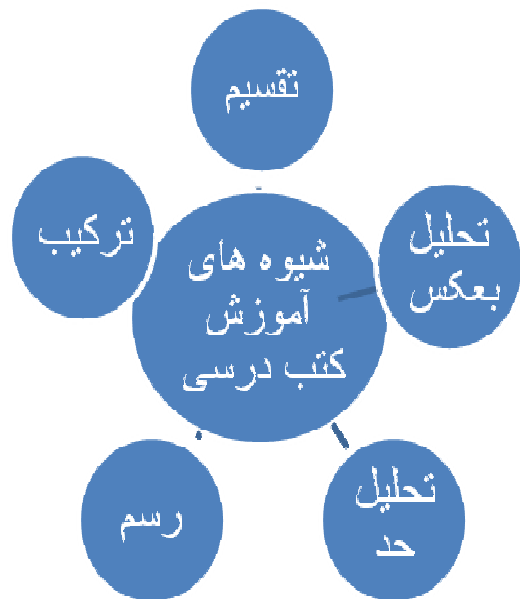 تقسیم
تحلیل
بعکس
تحلیل
حد
رسم
ترکیب
شیوه های
آموزش
کتب درسی